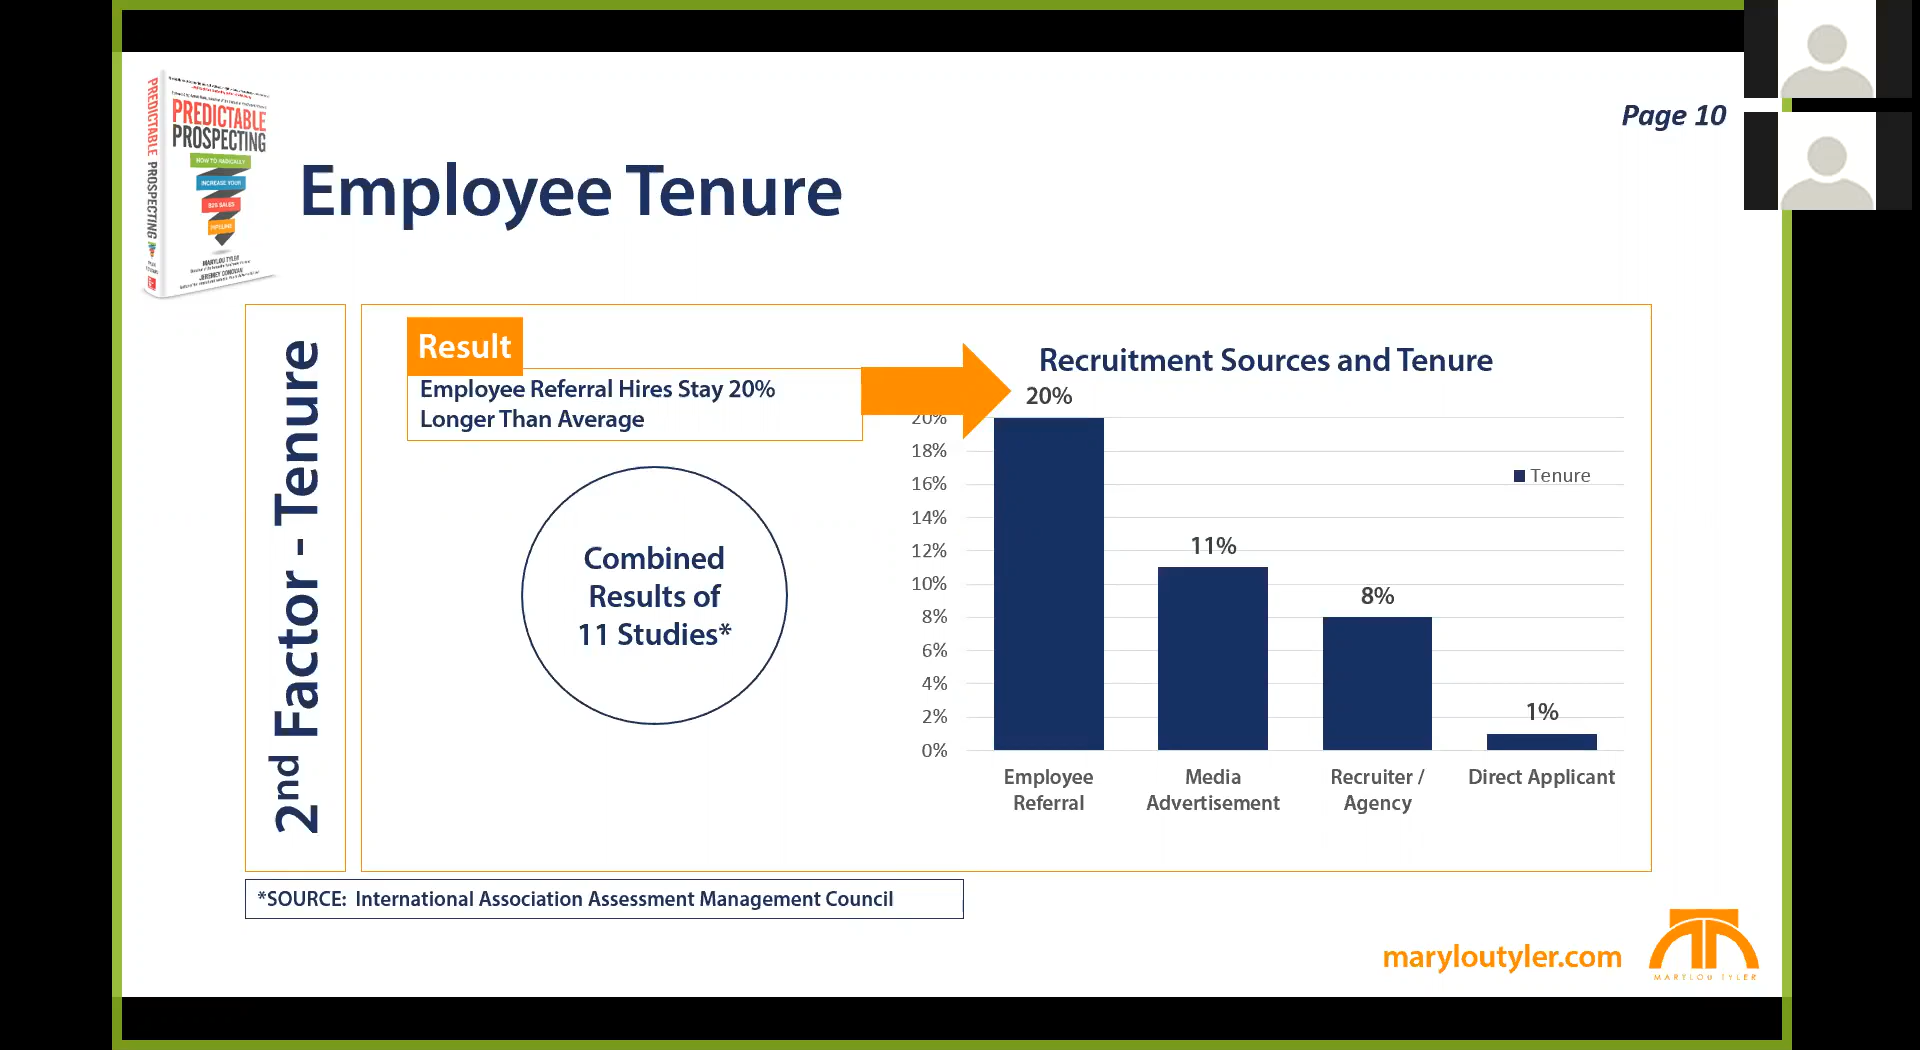 Page 10
PREDICTABLE
PROSPECTING
PREDICTABLE
PROSPECTING
HOW TO RADICALLY
INCREASE YOUR
B2B SALES
PIPELINE
MARYLOU TYLER
JEREMEY DONOVAN
Employee Tenure
2nd Factor - Tenure
Result
Employee Referral Hires Stay 20%
Longer Than Average
Combined
Results of
11 Studies*
Recruitment Sources and Tenure
20%
20%
18%
16%
14%
12%
10%
8%
6%
4%
2%
0%
11%
8%
1%
Tenure
Employee
Referral
Media
Advertisement
Recruiter /
Agency
Direct Applicant
*SOURCE: International Association Assessment Management Council
maryloutyler.com
MARYLOU TYLER